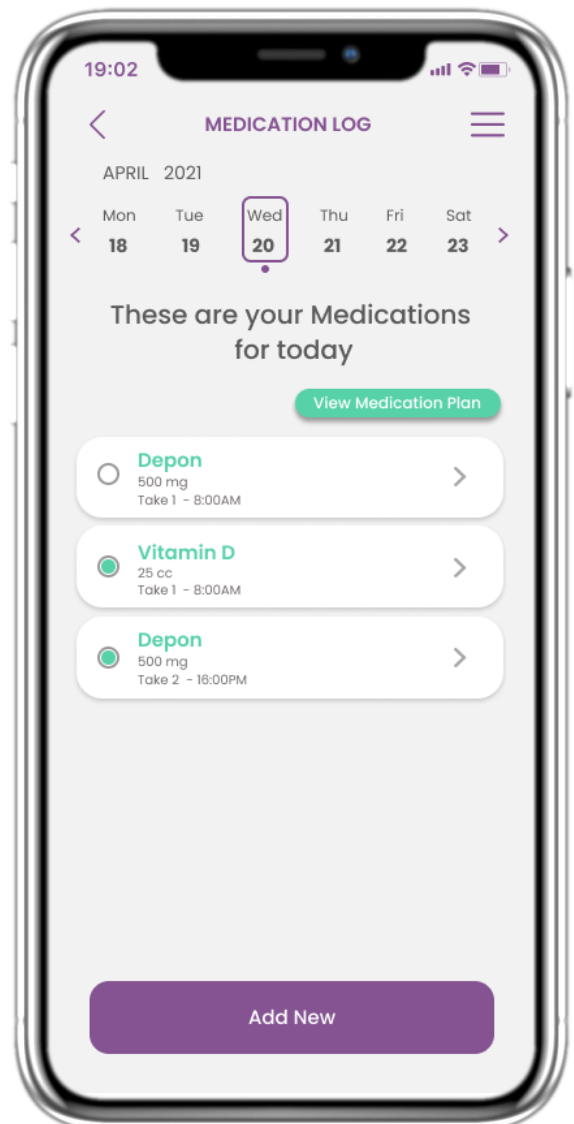 19:02
MEDICATION LOG
APRIL 2021
Mon Tue Wed Thu Fri Sat
18 19 20 21 22 23
These are your Medications
for today
View Medication Plan
Depon
500 mg
Take 1 - 8:00AM
Vitamin D
25 cc
Take 1 - 8:00AM
Depon
500 mg
Take 2 - 16:00PM
Add New